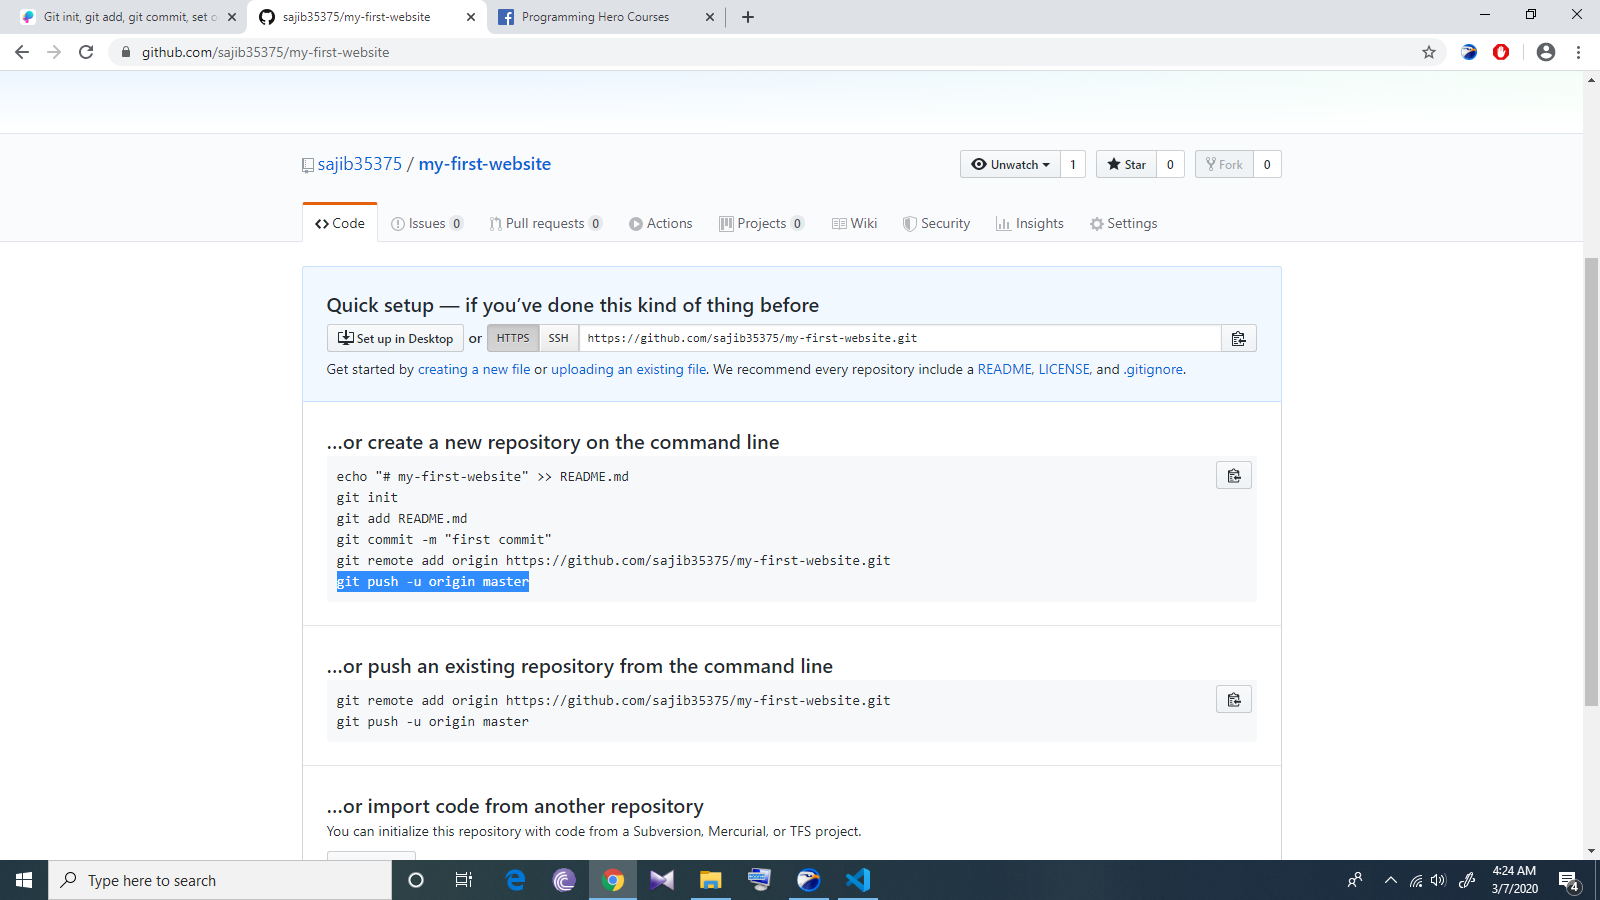 Git init, git add, git commit, set o
sajib35375/my-first-website
Programming Hero Courses
github.com/sajib35375/my-first-website
sajib35375 / my-first-website
Unwatch 1
Star 0
Fork 0
Code
Issues 0
Pull requests 0
Actions
Projects 0
Wiki
Security
Insights
Settings
Quick setup — if you’ve done this kind of thing before
Set up in Desktop or HTTPS SSH https://github.com/sajib35375/my-first-website.git
Get started by creating a new file or uploading an existing file. We recommend every repository include a README, LICENSE, and .gitignore.
…or create a new repository on the command line
echo "# my-first-website" >> README.md
git init
git add README.md
git commit -m "first commit"
git remote add origin https://github.com/sajib35375/my-first-website.git
git push -u origin master
…or push an existing repository from the command line
git remote add origin https://github.com/sajib35375/my-first-website.git
git push -u origin master
…or import code from another repository
You can initialize this repository with code from a Subversion, Mercurial, or TFS project.
Type here to search
4:24 AM
3/7/2020
4